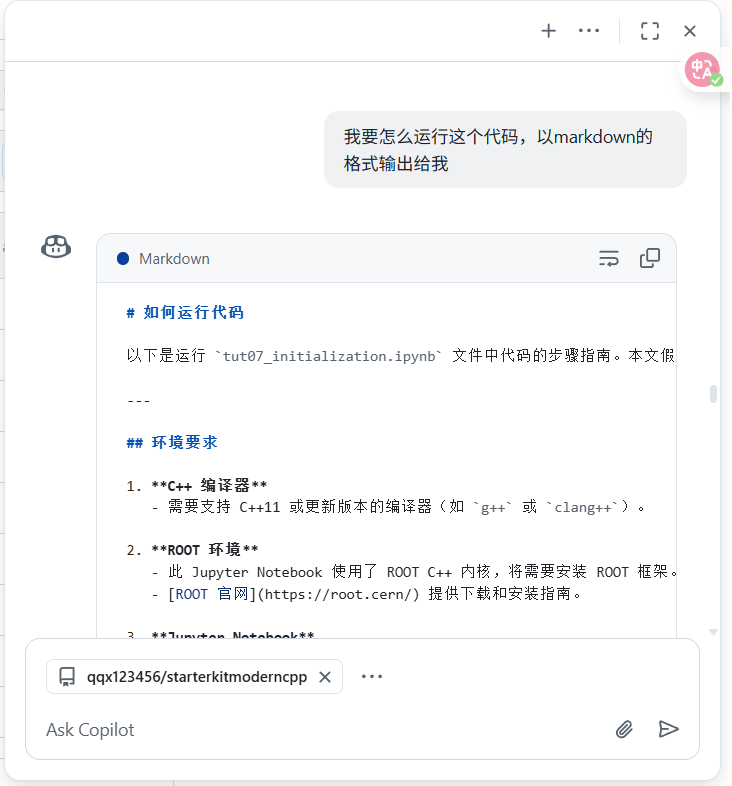 中A
我要怎么运行这个代码，以markdown的
格式输出给我
Markdown
# 如何运行代码
以下是运行 `tut07_initialization.ipynb` 文件中代码的步骤指南。本文假
---
## 环境要求
1. **C++ 编译器**
- 需要支持 C++11 或更新版本的编译器（如 `g++` 或 `clang++`）。
2. **ROOT 环境**
- 此 Jupyter Notebook 使用了 ROOT C++ 内核，将需要安装 ROOT 框架。
- [ROOT 官网](https://root.cern/) 提供下载和安装指南。
3. **Jupyter Notebook**
qqx123456/starterkitmoderncpp
Ask Copilot